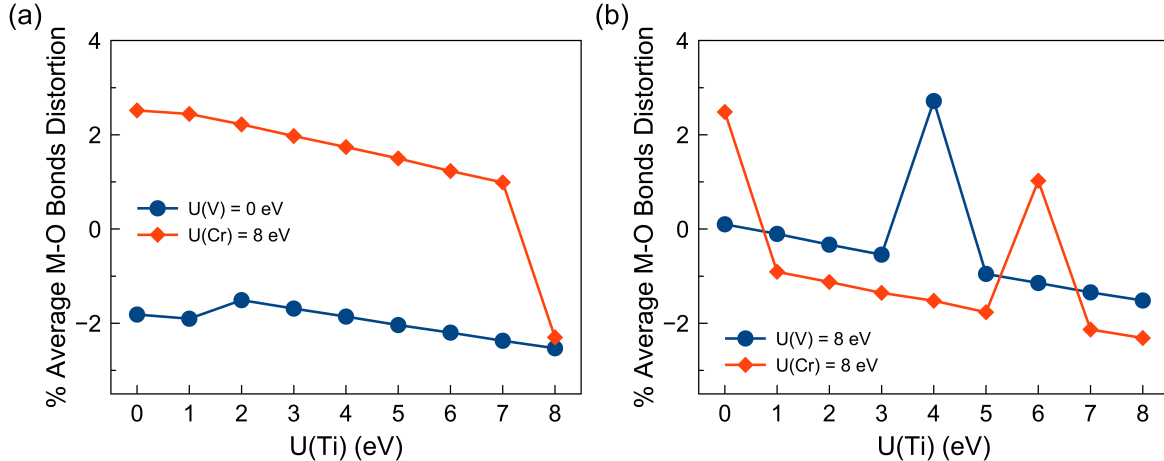 (a)
% Average M-O Bonds Distortion
4
2
0
−2
U(V) = 0 eV
U(Cr) = 8 eV
0 1 2 3 4 5 6 7 8
U(Ti) (eV)
(b)
% Average M-O Bonds Distortion
4
2
0
−2
U(V) = 8 eV
U(Cr) = 8 eV
0 1 2 3 4 5 6 7 8
U(Ti) (eV)